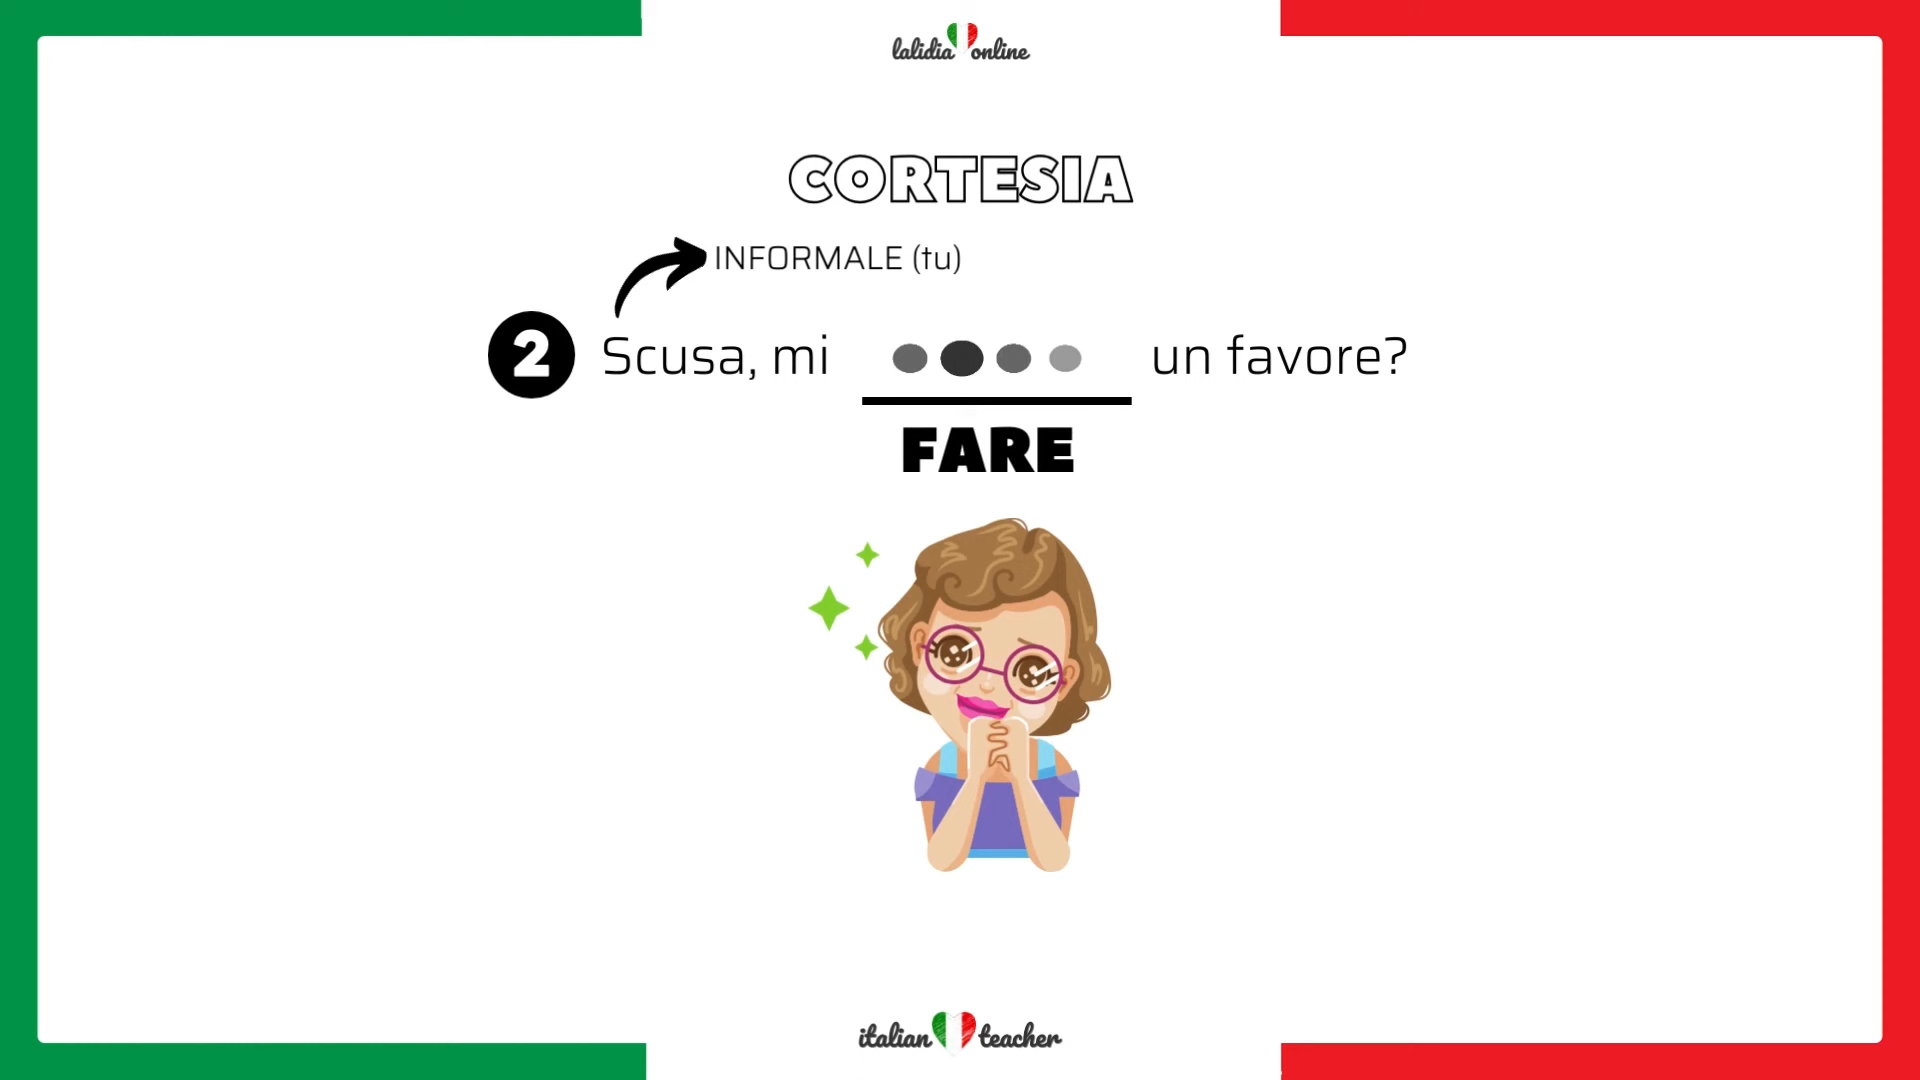 lalidia online
CORTESIA
INFORMALE (tu)
2 Scusa, mi un favore?
FARE
italian teacher